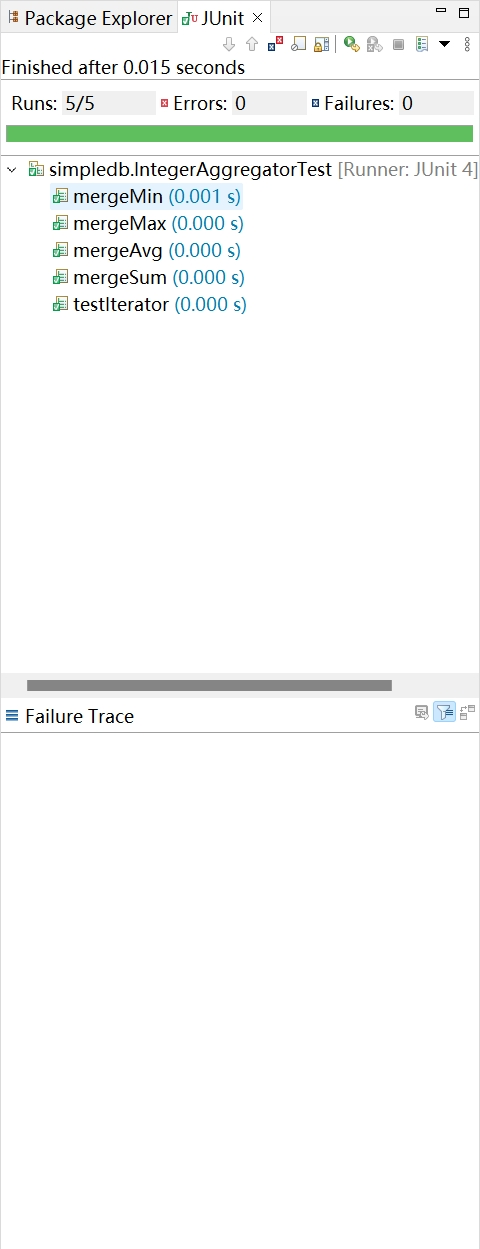 Package Explorer JUnit
Finished after 0.015 seconds
Runs: 5/5 Errors: 0 Failures: 0
simpledb.IntegerAggregatorTest [Runner: JUnit 4]
mergeMin (0.001 s)
mergeMax (0.000 s)
mergeAvg (0.000 s)
mergeSum (0.000 s)
testIterator (0.000 s)
Failure Trace